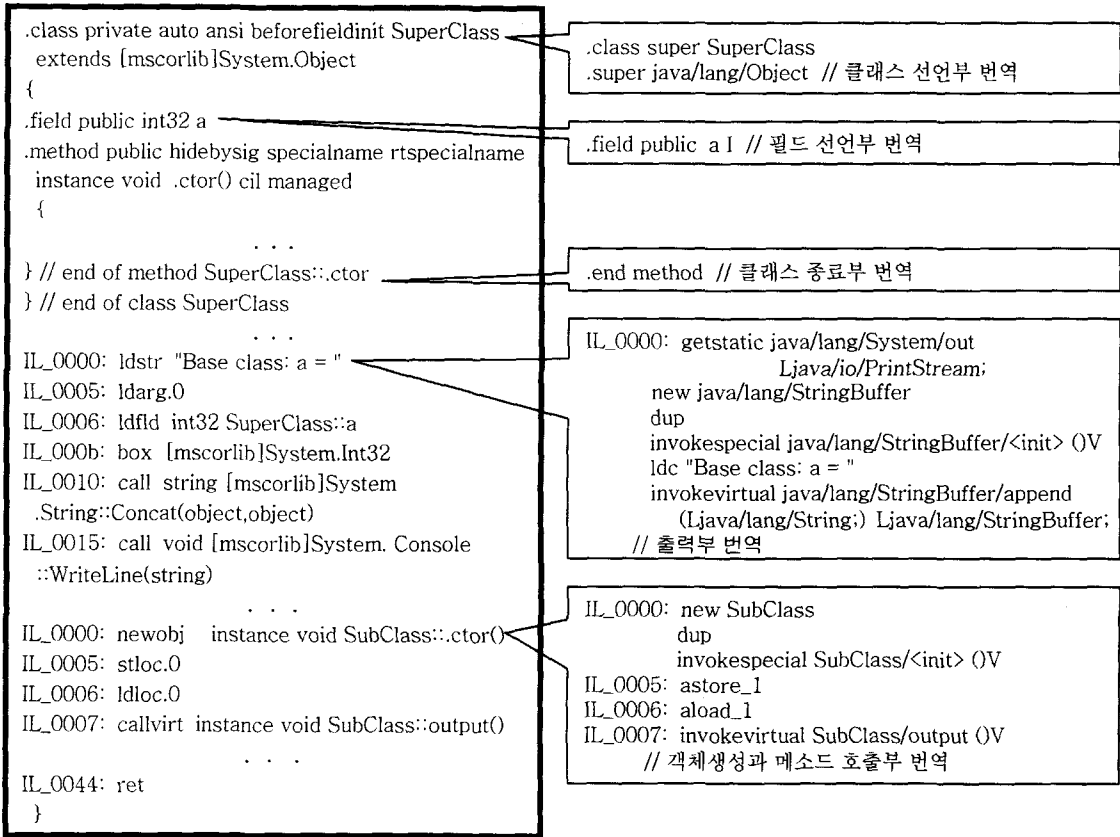 .class private auto ansi beforefieldinit SuperClass
extends [mscorlib]System.Object
{
.field public int32 a
.method public hidebysig specialname rtspecialname
instance void .ctor() cil managed
{
. . .
} // end of method SuperClass::.ctor
} // end of class SuperClass
. . .
IL_0000: ldstr "Base class: a = "
IL_0005: ldarg.0
IL_0006: ldfld int32 SuperClass::a
IL_000b: box [mscorlib]System.Int32
IL_0010: call string [mscorlib]System
.String::Concat(object,object)
IL_0015: call void [mscorlib]System. Console
::WriteLine(string)
. . .
IL_0000: newobj instance void SubClass::.ctor()
IL_0005: stloc.0
IL_0006: ldloc.0
IL_0007: callvirt instance void SubClass::output()
. . .
IL_0044: ret
}
.class super SuperClass
.super java/lang/Object // 클래스 선언부 번역
.field public a I // 필드 선언부 번역
.end method // 클래스 종료부 번역
IL_0000: getstatic java/lang/System/out
Ljava/io/PrintStream;
new java/lang/StringBuffer
dup
invokespecial java/lang/StringBuffer/<init> ()V
ldc "Base class: a = "
invokevirtual java/lang/StringBuffer/append
(Ljava/lang/String;) Ljava/lang/StringBuffer;
// 출력부 번역
IL_0000: new SubClass
dup
invokespecial SubClass/<init> ()V
IL_0005: astore_1
IL_0006: aload_1
IL_0007: invokevirtual SubClass/output ()V
// 객체생성과 메소드 호출부 번역